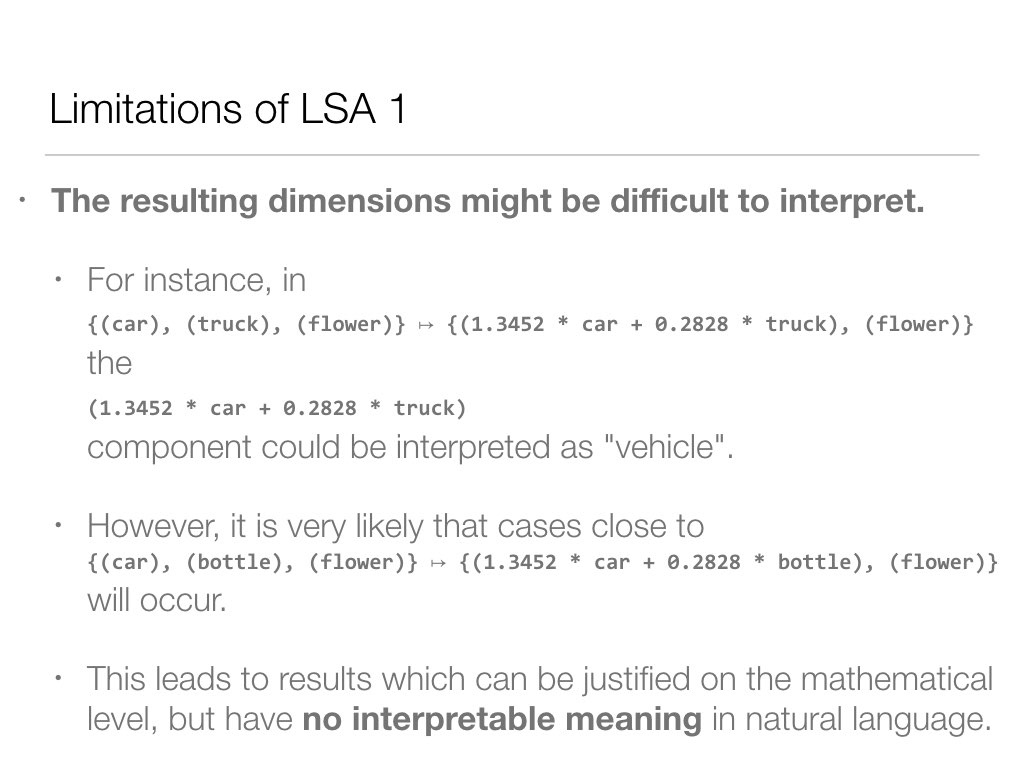 Limitations of LSA 1
• The resulting dimensions might be difficult to interpret.
• For instance, in
{(car), (truck), (flower)} ↦ {(1.3452 * car + 0.2828 * truck), (flower)}
the
(1.3452 * car + 0.2828 * truck)
component could be interpreted as "vehicle".
• However, it is very likely that cases close to
{(car), (bottle), (flower)} ↦ {(1.3452 * car + 0.2828 * bottle), (flower)}
will occur.
• This leads to results which can be justified on the mathematical
level, but have no interpretable meaning in natural language.